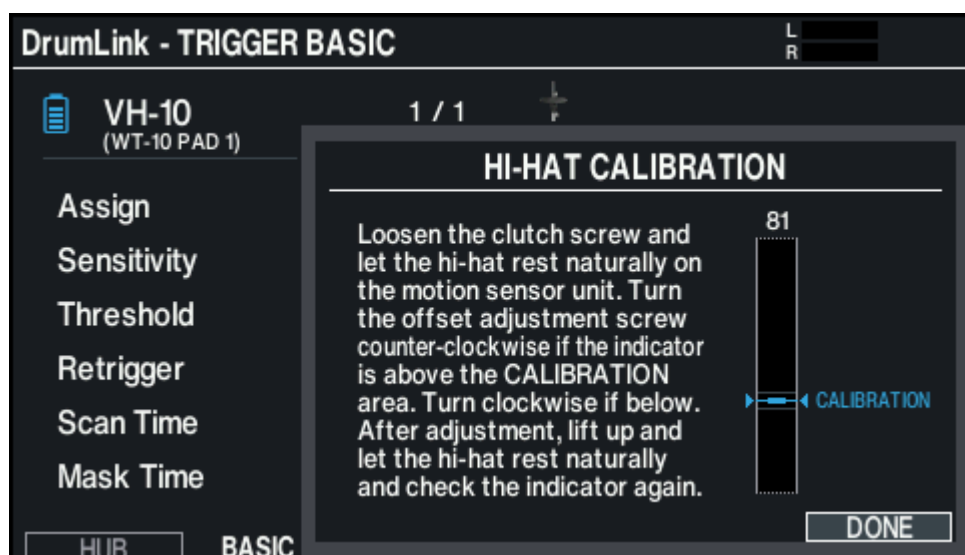 DrumLink - TRIGGER BASIC
L
R
VH-10
1 / 1
(WT-10 PAD 1)
Assign
Sensitivity
Threshold
Retrigger
Scan Time
Mask Time
HUB
BASIC
HI-HAT CALIBRATION
Loosen the clutch screw and
let the hi-hat rest naturally on
the motion sensor unit. Turn
the offset adjustment screw
counter-clockwise if the indicator
is above the CALIBRATION
area. Turn clockwise if below.
After adjustment, lift up and
let the hi-hat rest naturally
and check the indicator again.
81
CALIBRATION
DONE